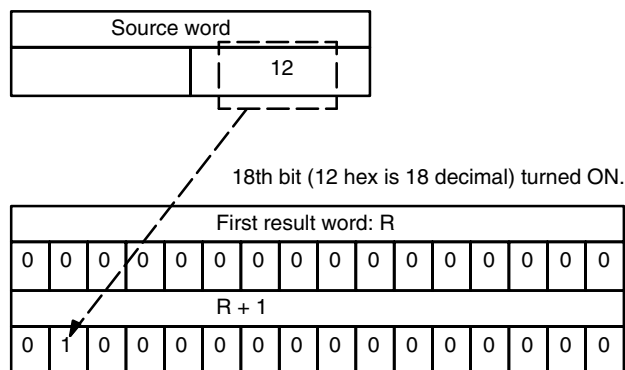 Source word
12
18th bit (12 hex is 18 decimal) turned ON.
First result word: R
0 0 0 0 0 0 0 0 0 0 0 0 0 0 0 0
R + 1
0 1 0 0 0 0 0 0 0 0 0 0 0 0 0 0